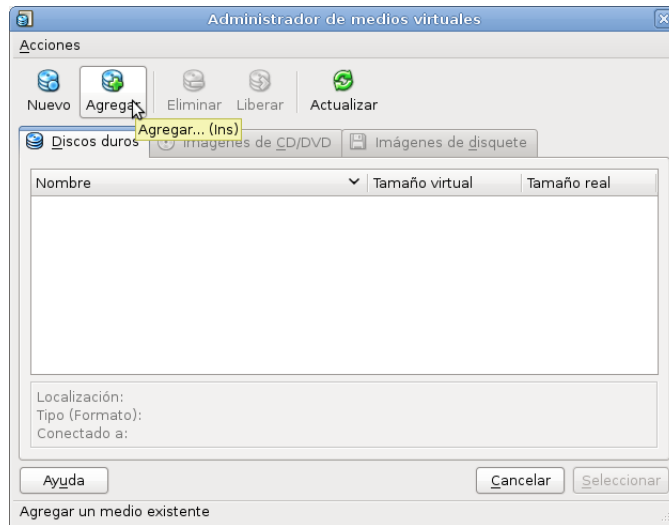 Administrador de medios virtuales
Acciones
Nuevo Agregar Eliminar Liberar Actualizar
Agregar... (Ins)
Discos duros Imágenes de CD/DVD Imágenes de disquete
Nombre Tamaño virtual Tamaño real
Localización:
Tipo (Formato):
Conectado a:
Ayuda Cancelar Seleccionar
Agregar un medio existente